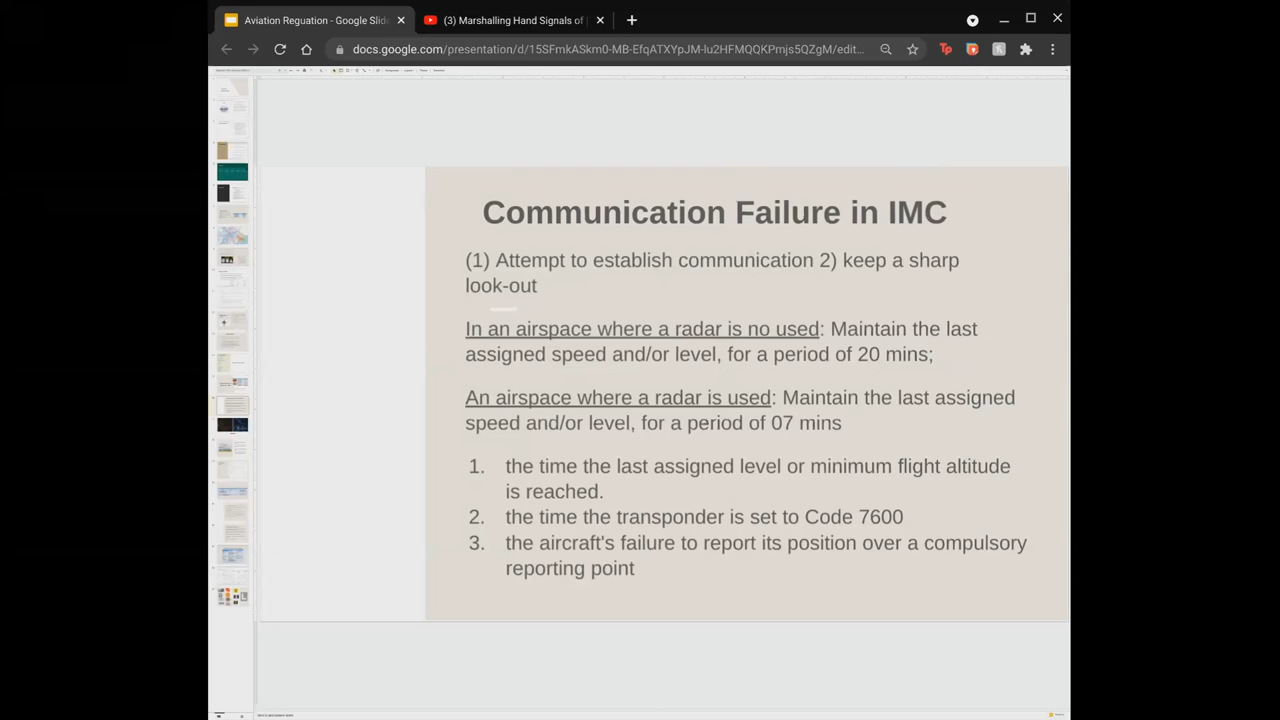 Aviation Reguation - Google Slide
(3) Marshalling Hand Signals of
docs.google.com/presentation/d/15SFmkASkm0-MB-EfqATXYpJM-lu2HFMQQKPmjs5QZgM/edit...
Communication Failure in IMC
(1) Attempt to establish communication 2) keep a sharp
look-out
In an airspace where a radar is no used: Maintain the last
assigned speed and/or level, for a period of 20 mins;
An airspace where a radar is used: Maintain the last assigned
speed and/or level, for a period of 07 mins
1. the time the last assigned level or minimum flight altitude
is reached.
2. the time the transponder is set to Code 7600
3. the aircraft's failure to report its position over a compulsory
reporting point